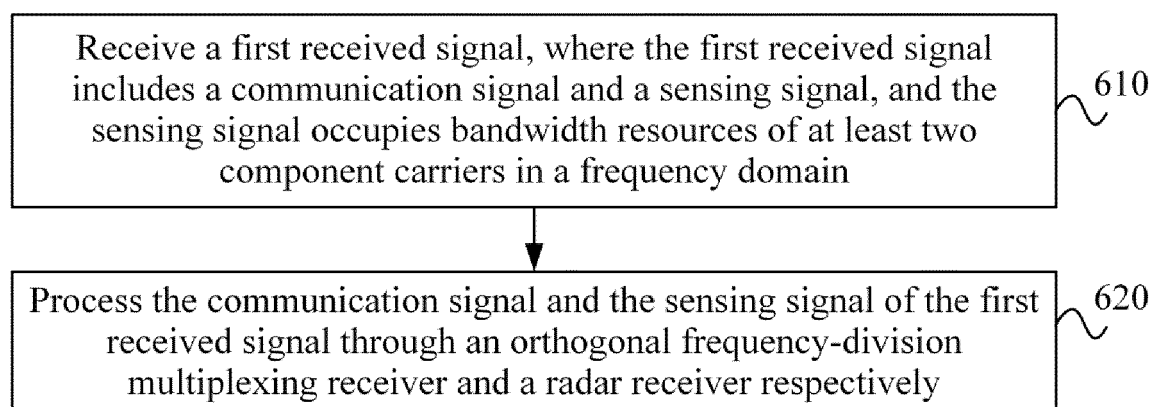 Receive a first received signal, where the first received signal
includes a communication signal and a sensing signal, and the
sensing signal occupies bandwidth resources of at least two
component carriers in a frequency domain
610
Process the communication signal and the sensing signal of the first
received signal through an orthogonal frequency-division
multiplexing receiver and a radar receiver respectively
620